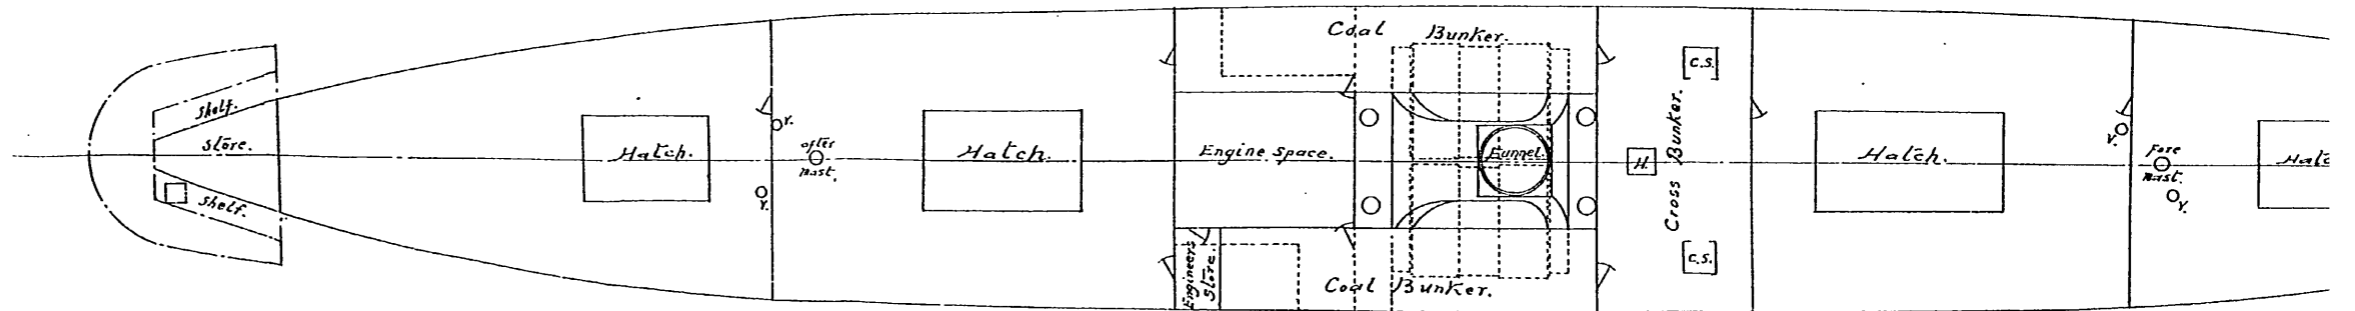 Shelf.
Store.
Shelf.
Hatch.
V.
after
mast.
V.
Hatch.
Coal Bunker.
Engine Space.
Funnel.
Engineers
Store.
Coal Bunker.
H.
C.S.
Cross Bunker.
C.S.
Hatch.
V.
Fore
mast.
V.
Hatc